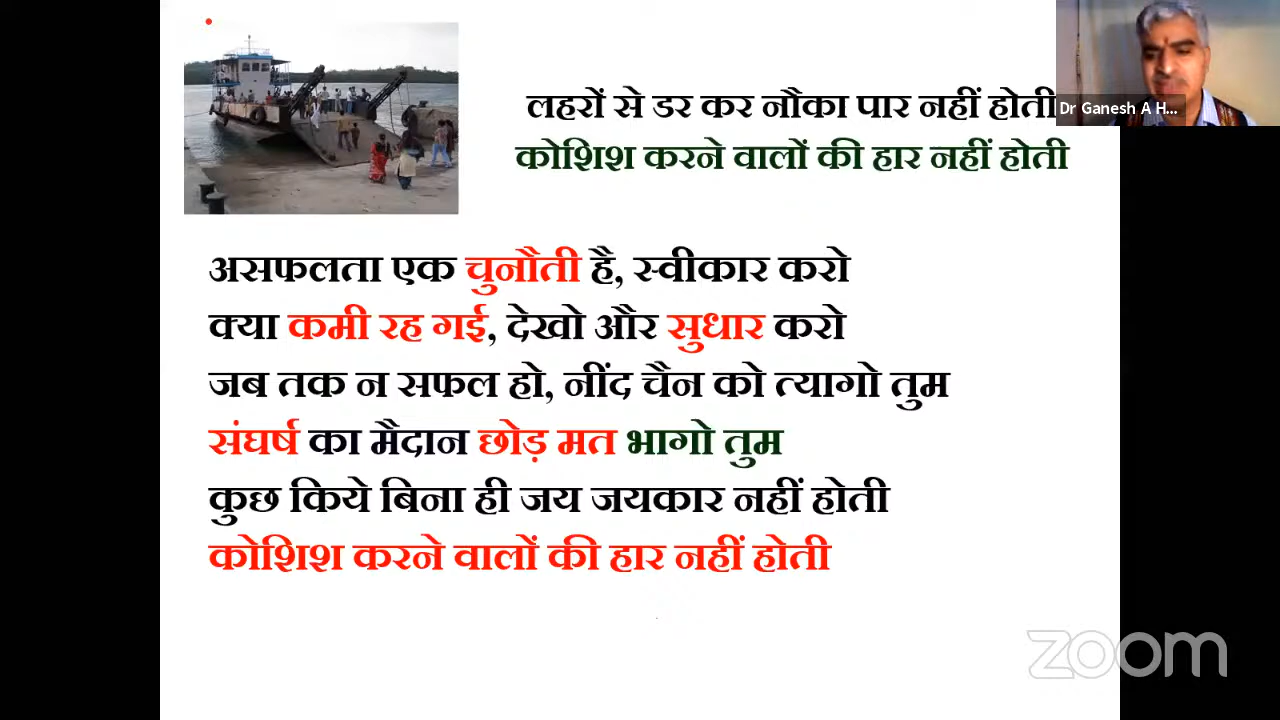 लहरों से डर कर नौका पार नहीं होती
Dr Ganesh A H...
कोशिश करने वालों की हार नहीं होती
असफलता एक चुनौती है, स्वीकार करो
क्या कमी रह गई, देखो और सुधार करो
जब तक न सफल हो, नींद चैन को त्यागो तुम
संघर्ष का मैदान छोड़ मत भागो तुम
कुछ किये बिना ही जय जयकार नहीं होती
कोशिश करने वालों की हार नहीं होती
zoom